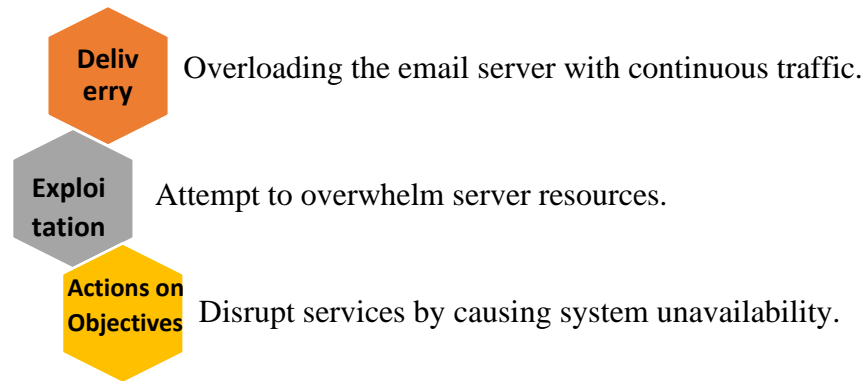 Deliv
erry
Overloading the email server with continuous traffic.
Exploi
tation
Attempt to overwhelm server resources.
Actions on
Objectives
Disrupt services by causing system unavailability.